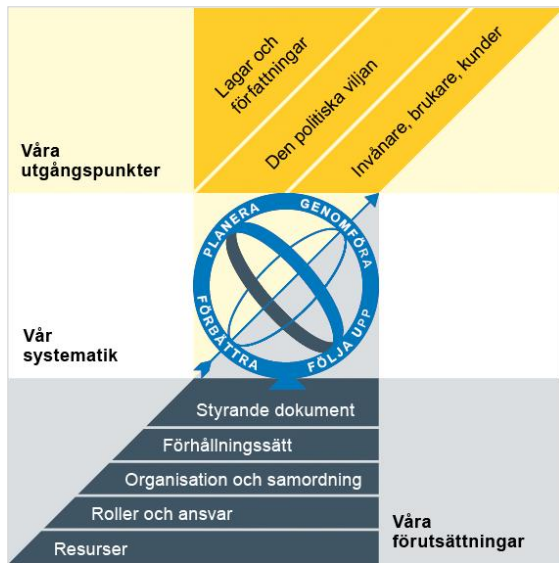 Lagar och
författningar
Den politiska viljan
Invånare, brukare, kunder
Våra
utgångspunkter
PLANERA
GENOMFÖRA
FÖRBÄTTRA
FÖLJA UPP
Vår
systematik
Styrande dokument
Förhållningssätt
Organisation och samordning
Roller och ansvar
Resurser
Våra
förutsättningar